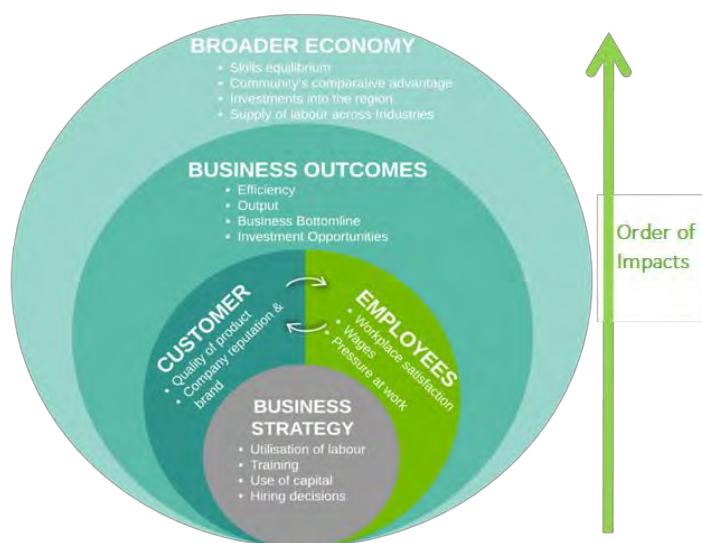 BROADER ECONOMY
• Skills equilibrium
• Community's comparative advantage
• Investments into the region
• Supply of labour across Industries
BUSINESS OUTCOMES
• Efficiency
• Output
• Business Bottomline
• Investment Opportunities
CUSTOMER
• Quality of product
• Company reputation &
brand
EMPLOYEES
• Workplace satisfaction
• Wages
• Pressure at work
BUSINESS
STRATEGY
• Utilisation of labour
• Training
• Use of capital
• Hiring decisions
Order of
Impacts